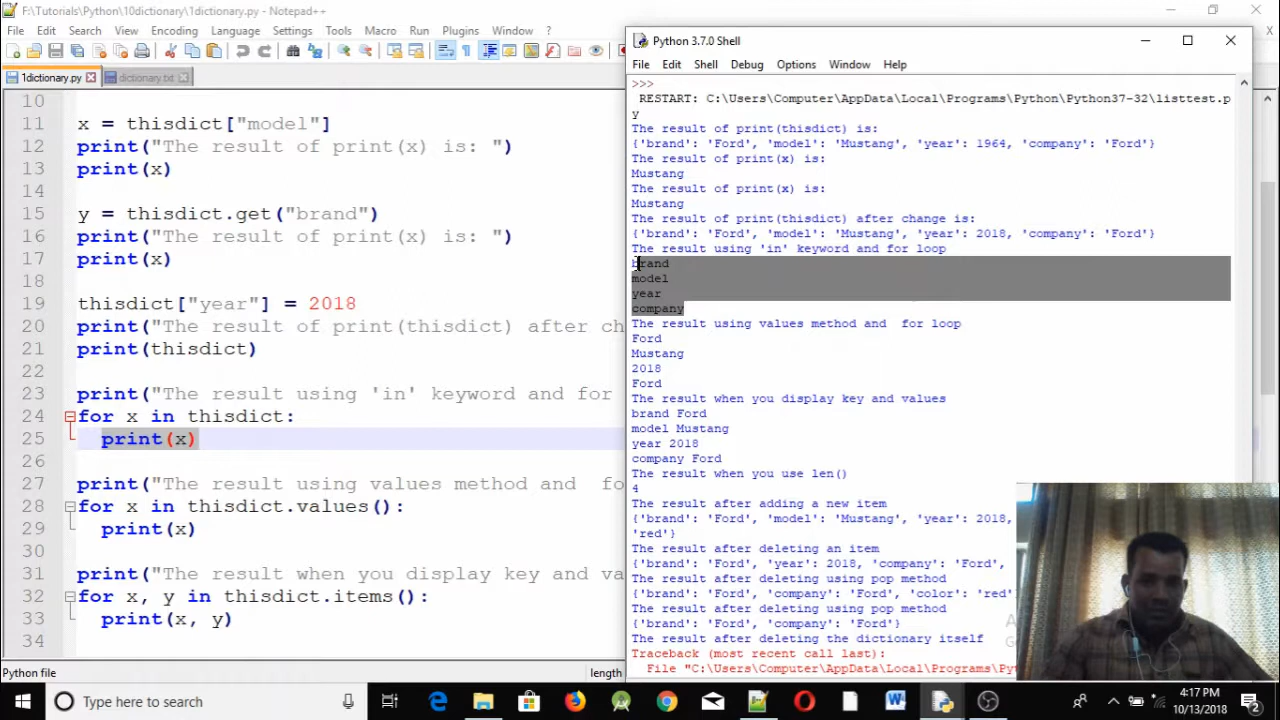 F:\Tutorials\Python\10dictionary\1dictionary.py - Notepad++
File Edit Search View Encoding Language Settings Tools Macro Run Plugins Window ?
1dictionary.py dictionary.txt
10
11 x = thisdict["model"]
12 print("The result of print(x) is: ")
13 print(x)
14
15 y = thisdict.get("brand")
16 print("The result of print(x) is: ")
17 print(x)
18
19 thisdict["year"] = 2018
20 print("The result of print(thisdict) after ch
21 print(thisdict)
22
23 print("The result using 'in' keyword and for
24 for x in thisdict:
25 print(x)
26
27 print("The result using values method and  fo
28 for x in thisdict.values():
29 print(x)
30
31 print("The result when you display key and va
32 for x, y in thisdict.items():
33 print(x, y)
34
Python file length
Python 3.7.0 Shell
File Edit Shell Debug Options Window Help
>>>
RESTART: C:\Users\Computer\AppData\Local\Programs\Python\Python37-32\listtest.p
y
The result of print(thisdict) is:
{'brand': 'Ford', 'model': 'Mustang', 'year': 1964, 'company': 'Ford'}
The result of print(x) is:
Mustang
The result of print(x) is:
Mustang
The result of print(thisdict) after change is:
{'brand': 'Ford', 'model': 'Mustang', 'year': 2018, 'company': 'Ford'}
The result using 'in' keyword and for loop
brand
model
year
company
The result using values method and  for loop
Ford
Mustang
2018
Ford
The result when you display key and values
brand Ford
model Mustang
year 2018
company Ford
The result when you use len()
4
The result after adding a new item
{'brand': 'Ford', 'model': 'Mustang', 'year': 2018,
'red'}
The result after deleting an item
{'brand': 'Ford', 'year': 2018, 'company': 'Ford',
The result after deleting using pop method
{'brand': 'Ford', 'company': 'Ford', 'color': 'red'
The result after deleting using pop method
{'brand': 'Ford', 'company': 'Ford'}
The result after deleting the dictionary itself
Traceback (most recent call last):
File "C:\Users\Computer\AppData\Local\Programs\Py
Type here to search
4:17 PM
10/13/2018
2